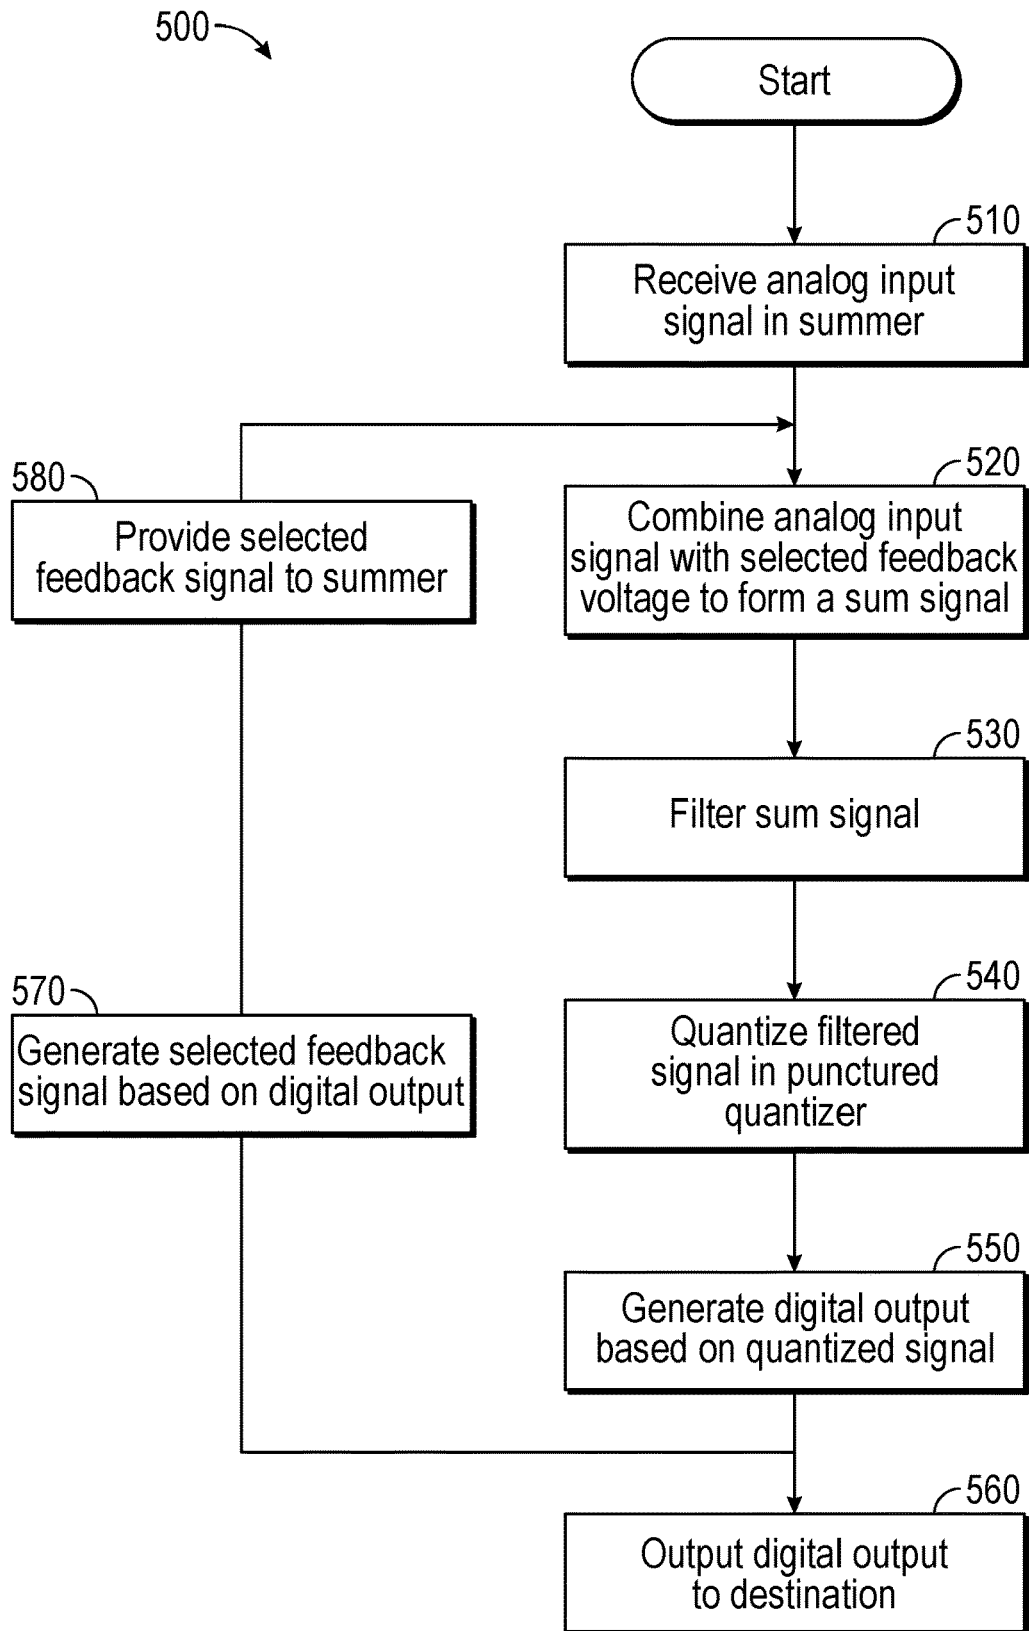 500
Start
510
Receive analog input
signal in summer
520
Combine analog input
signal with selected feedback
voltage to form a sum signal
530
Filter sum signal
540
Quantize filtered
signal in punctured
quantizer
550
Generate digital output
based on quantized signal
560
Output digital output
to destination
570
Generate selected feedback
signal based on digital output
580
Provide selected
feedback signal to summer